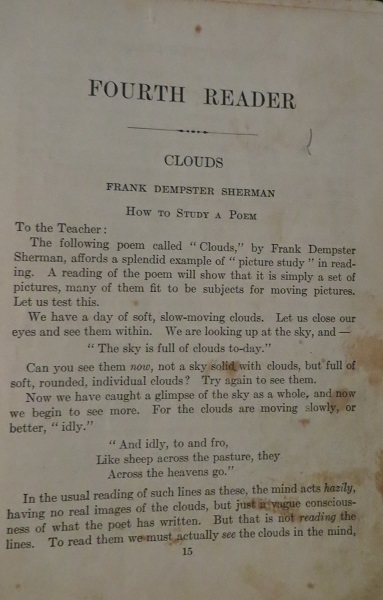 FOURTH READER
CLOUDS
FRANK DEMPSTER SHERMAN
How to Study a Poem
To the Teacher:
The following poem called "Clouds," by Frank Dempster
Sherman, affords a splendid example of "picture study" in read-
ing. A reading of the poem will show that it is simply a set of
pictures, many of them fit to be subjects for moving pictures.
Let us test this.
We have a day of soft, slow-moving clouds. Let us close our
eyes and see them within. We are looking up at the sky, and —
"The sky is full of clouds to-day."
Can you see them now, not a sky solid with clouds, but full of
soft, rounded, individual clouds? Try again to see them.
Now we have caught a glimpse of the sky as a whole, and now
we begin to see more. For the clouds are moving slowly, or
better, "idly."
"And idly, to and fro,
Like sheep across the pasture, they
Across the heavens go."
In the usual reading of such lines as these, the mind acts hazily,
having no real images of the clouds, but just a vague conscious-
ness of what the poet has written. But that is not reading the
lines. To read them we must actually see the clouds in the mind,
15